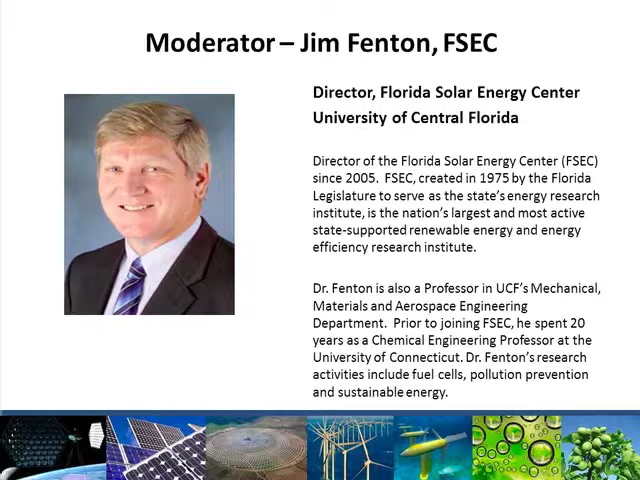 Moderator – Jim Fenton, FSEC
Director, Florida Solar Energy Center
University of Central Florida
Director of the Florida Solar Energy Center (FSEC)
since 2005. FSEC, created in 1975 by the Florida
Legislature to serve as the state's energy research
institute, is the nation's largest and most active
state-supported renewable energy and energy
efficiency research institute.
Dr. Fenton is also a Professor in UCF's Mechanical,
Materials and Aerospace Engineering
Department. Prior to joining FSEC, he spent 20
years as a Chemical Engineering Professor at the
University of Connecticut. Dr. Fenton's research
activities include fuel cells, pollution prevention
and sustainable energy.